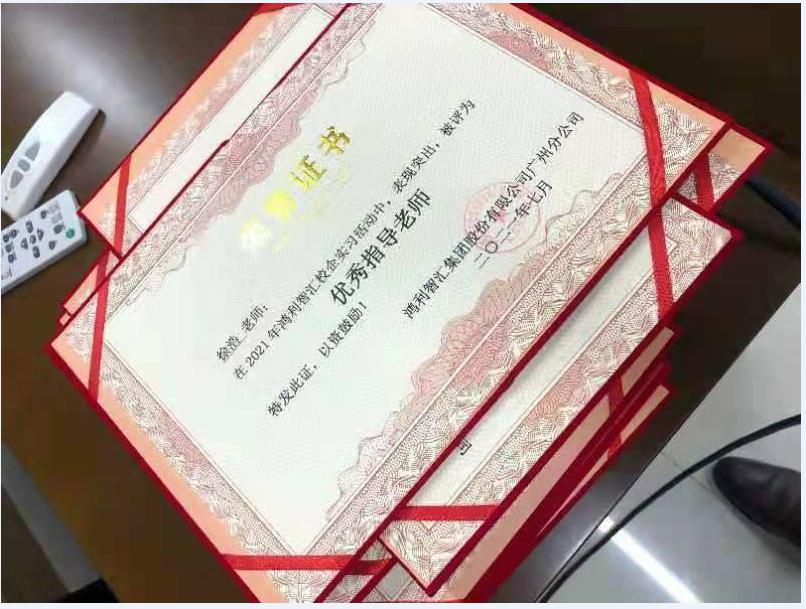 荣誉证书
徐浩 老师:
在2021年鸿利智汇校企实习活动中，表现突出，被评为
优秀指导老师
特发此证，以资鼓励！
鸿利智汇集团股份有限公司广州分公司
二〇二一年七月
司